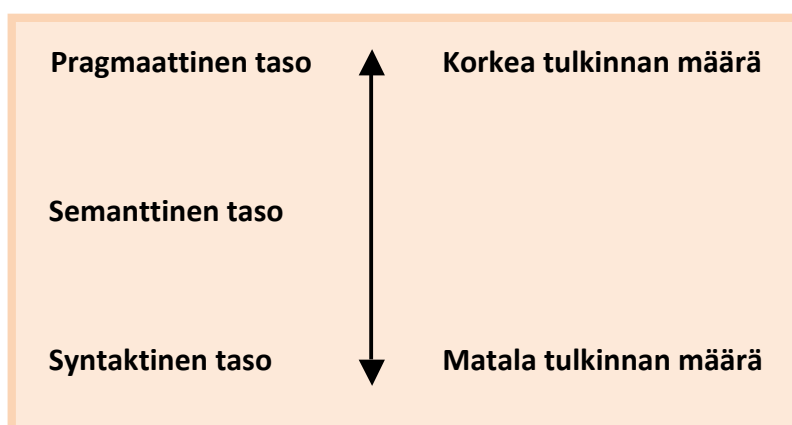 Pragmaattinen taso Korkea tulkinnan määrä
Semanttinen taso
Syntaktinen taso Matala tulkinnan määrä